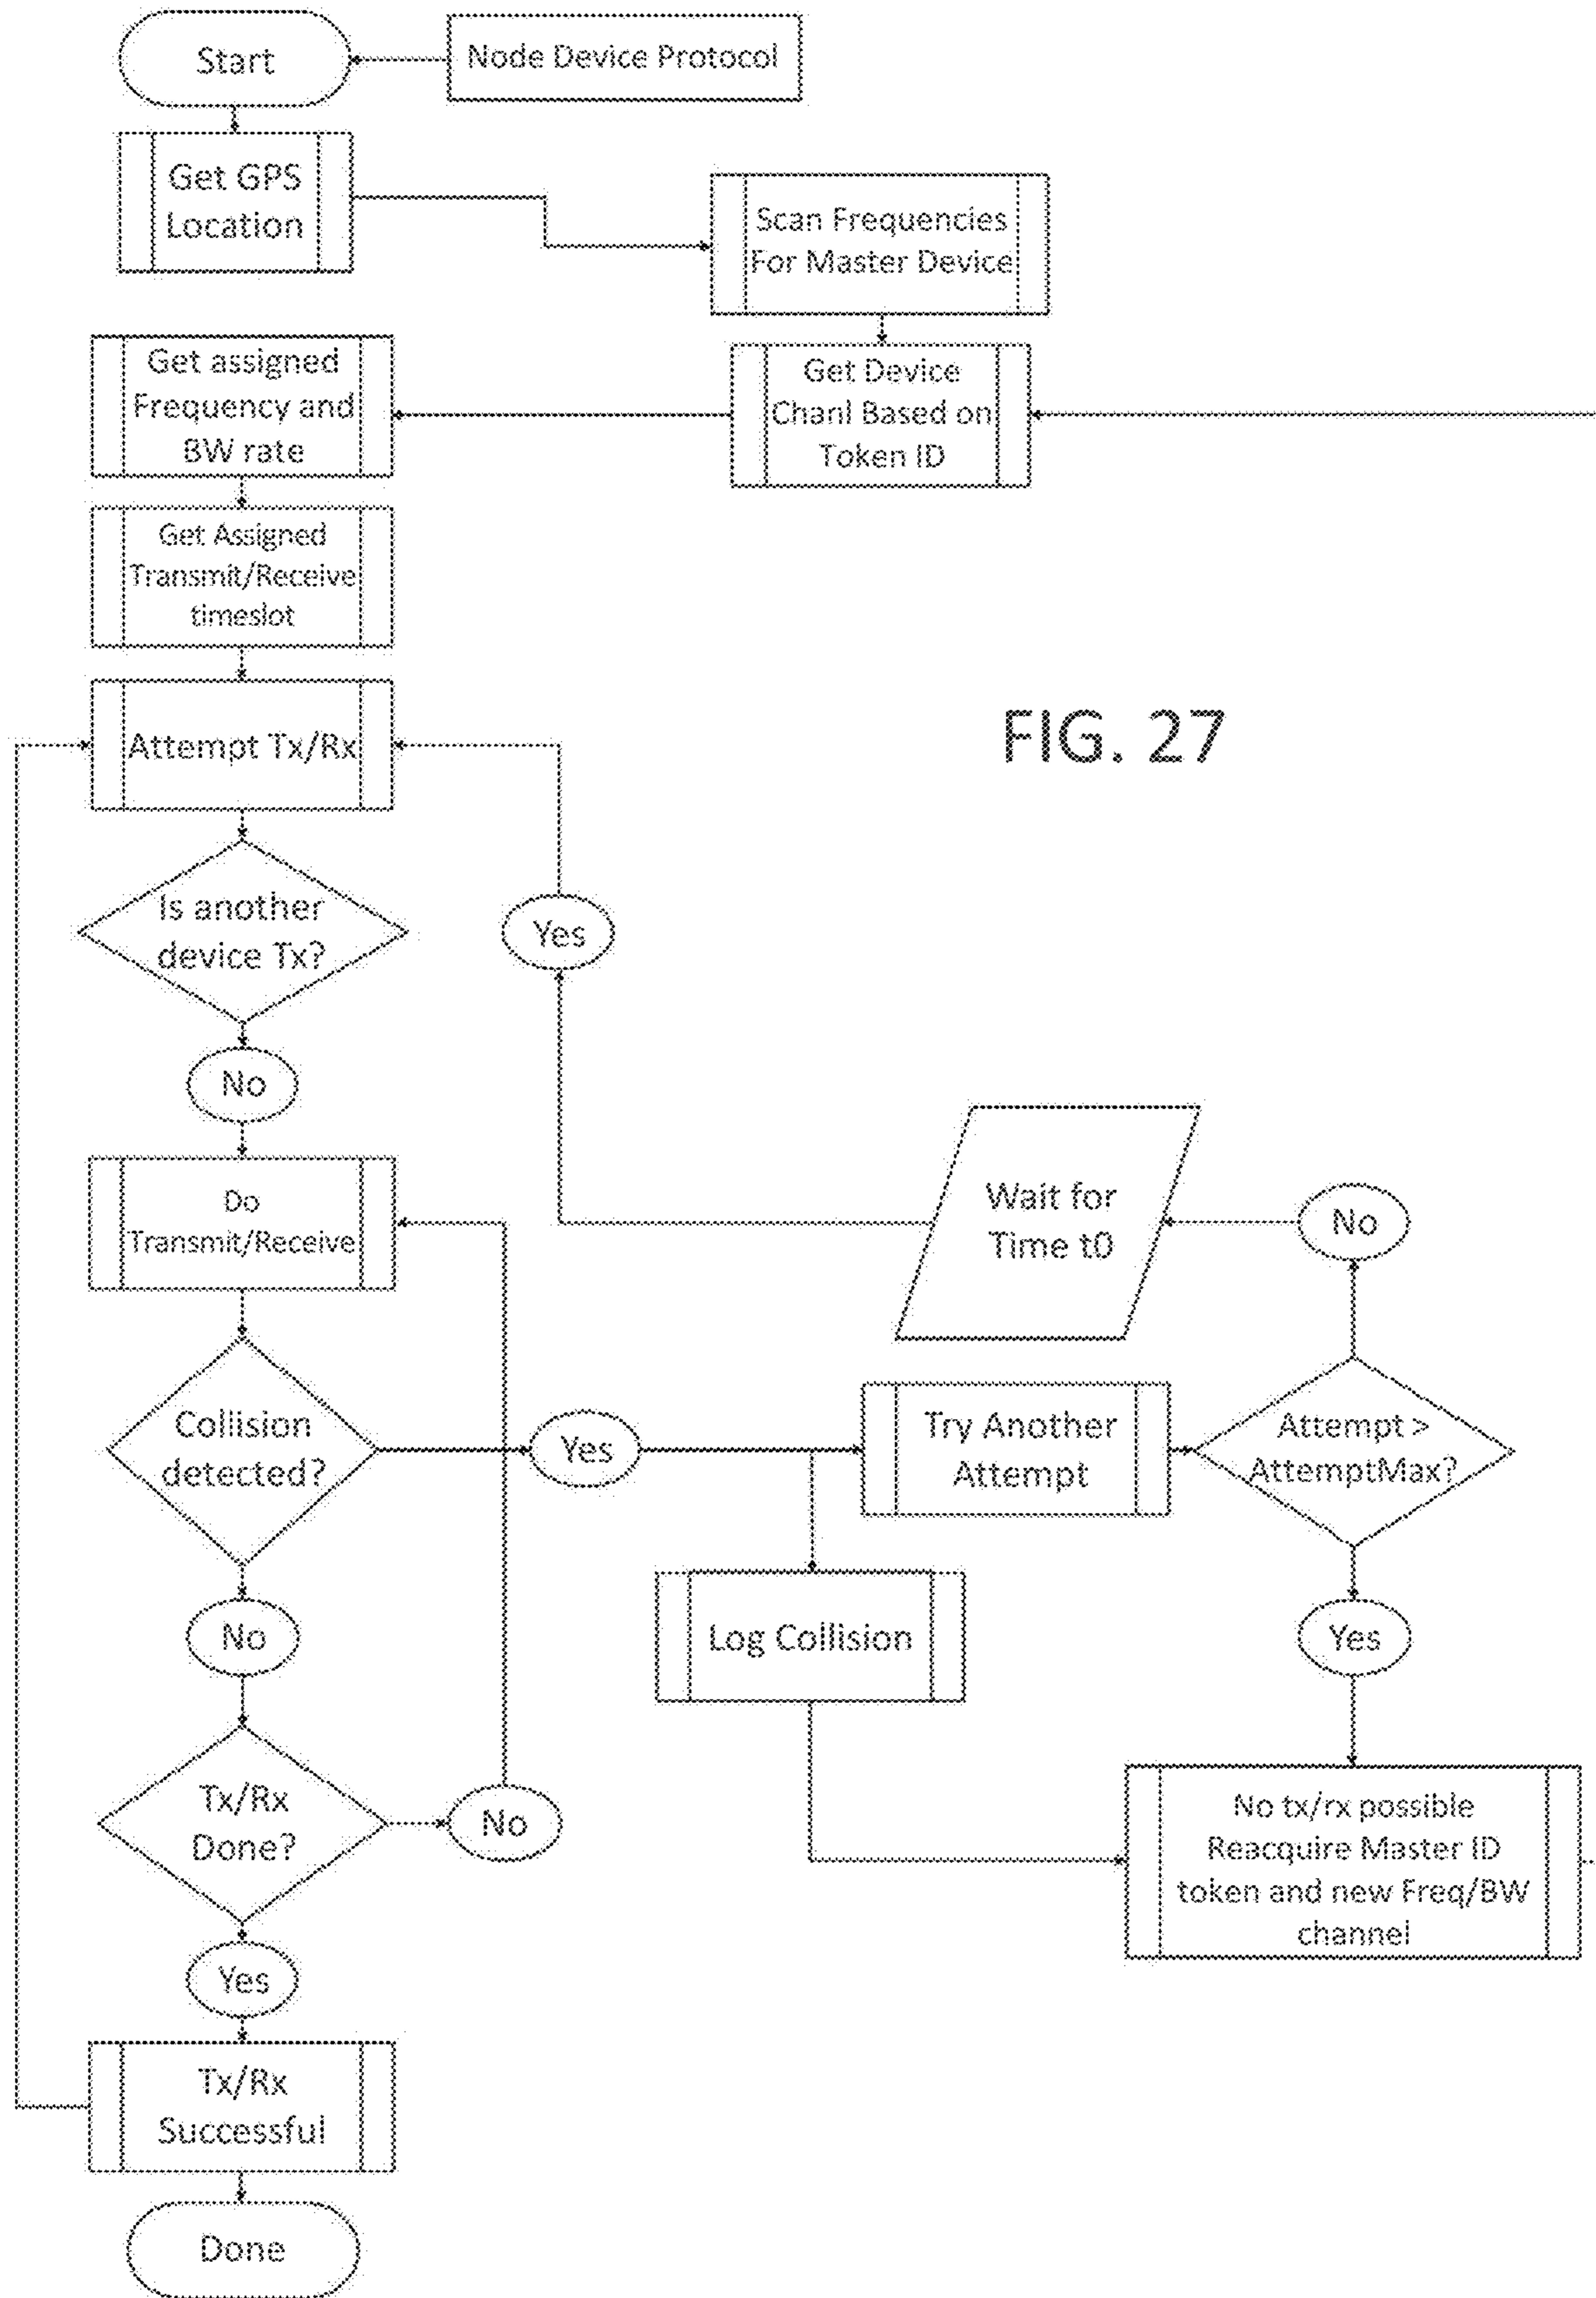 Start
Node Device Protocol
Get GPS
Location
Scan Frequencies
For Master Device
Get assigned
Frequency and
BW rate
Get Device
Chanl Based on
Token ID
Get Assigned
Transmit/Receive
timeslot
Attempt Tx/Rx
FIG. 27
Is another
device Tx?
Yes
No
Do
Transmit/Receive
Wait for
Time t0
No
Collision
detected?
Yes
Try Another
Attempt
Attempt >
AttemptMax?
No
Log Collision
Yes
Tx/Rx
Done?
No
No tx/rx possible
Reacquire Master ID
token and new Freq/BW
channel
Yes
Tx/Rx
Successful
Done